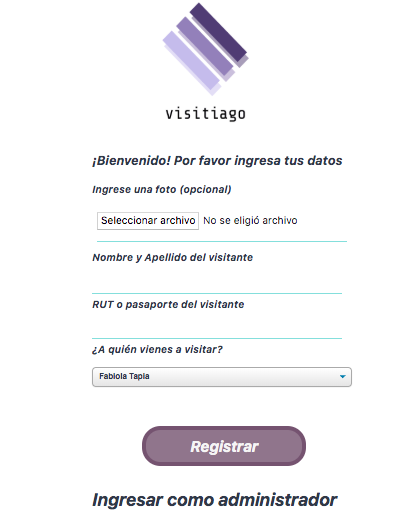 visitiago
¡Bienvenido! Por favor ingresa tus datos
Ingrese una foto (opcional)
Seleccionar archivo No se eligió archivo
Nombre y Apellido del visitante
RUT o pasaporte del visitante
¿A quién vienes a visitar?
Fabiola Tapia
Registrar
Ingresar como administrador